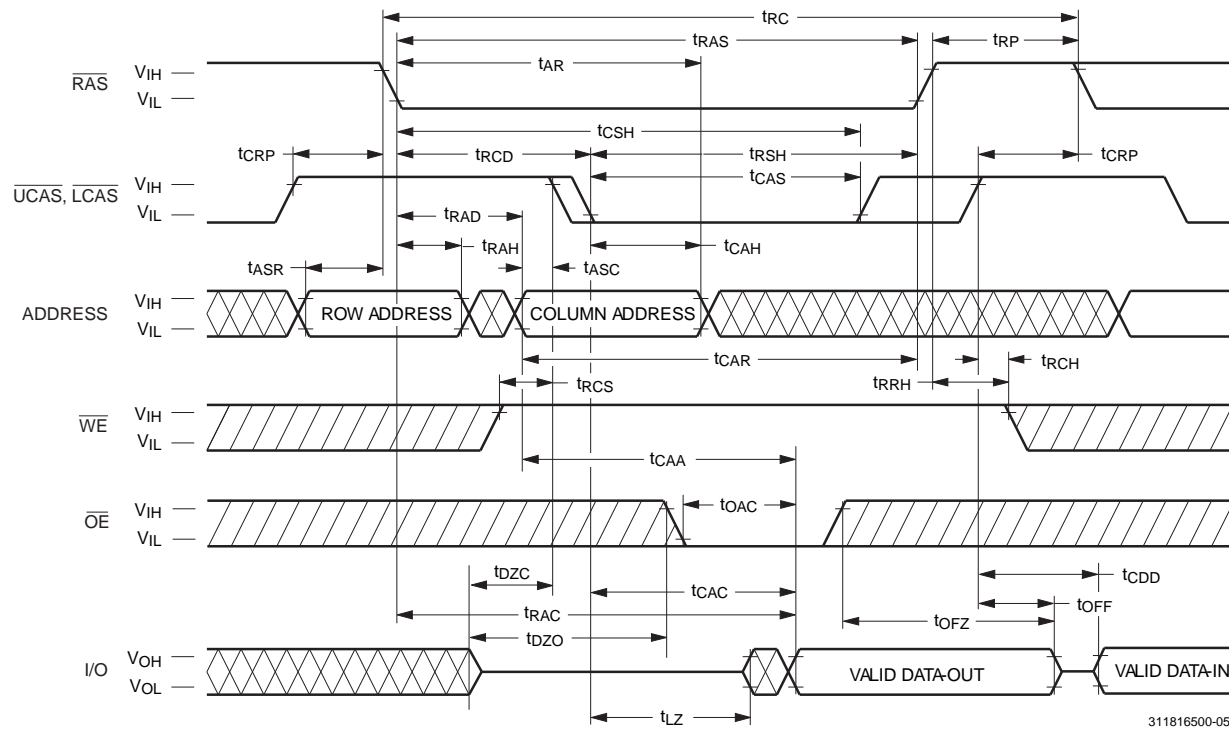 tRC
tRAS
tRP
tAR
RAS
VIH
VIL
tCSH
tCRP
tRCD
tRSH
tCRP
UCAS, LCAS
VIH
VIL
tCAS
tRAD
tRAH
tCAH
tASR
tASC
ADDRESS
VIH
VIL
ROW ADDRESS
COLUMN ADDRESS
tCAR
tRCH
tRCS
tRRH
WE
VIH
VIL
tCAA
OE
VIH
VIL
tOAC
tDZC
tCAC
tCDD
tRAC
tOFF
tDZO
tOFZ
I/O
VOH
VOL
VALID DATA-OUT
VALID DATA-IN
tLZ
311816500-05